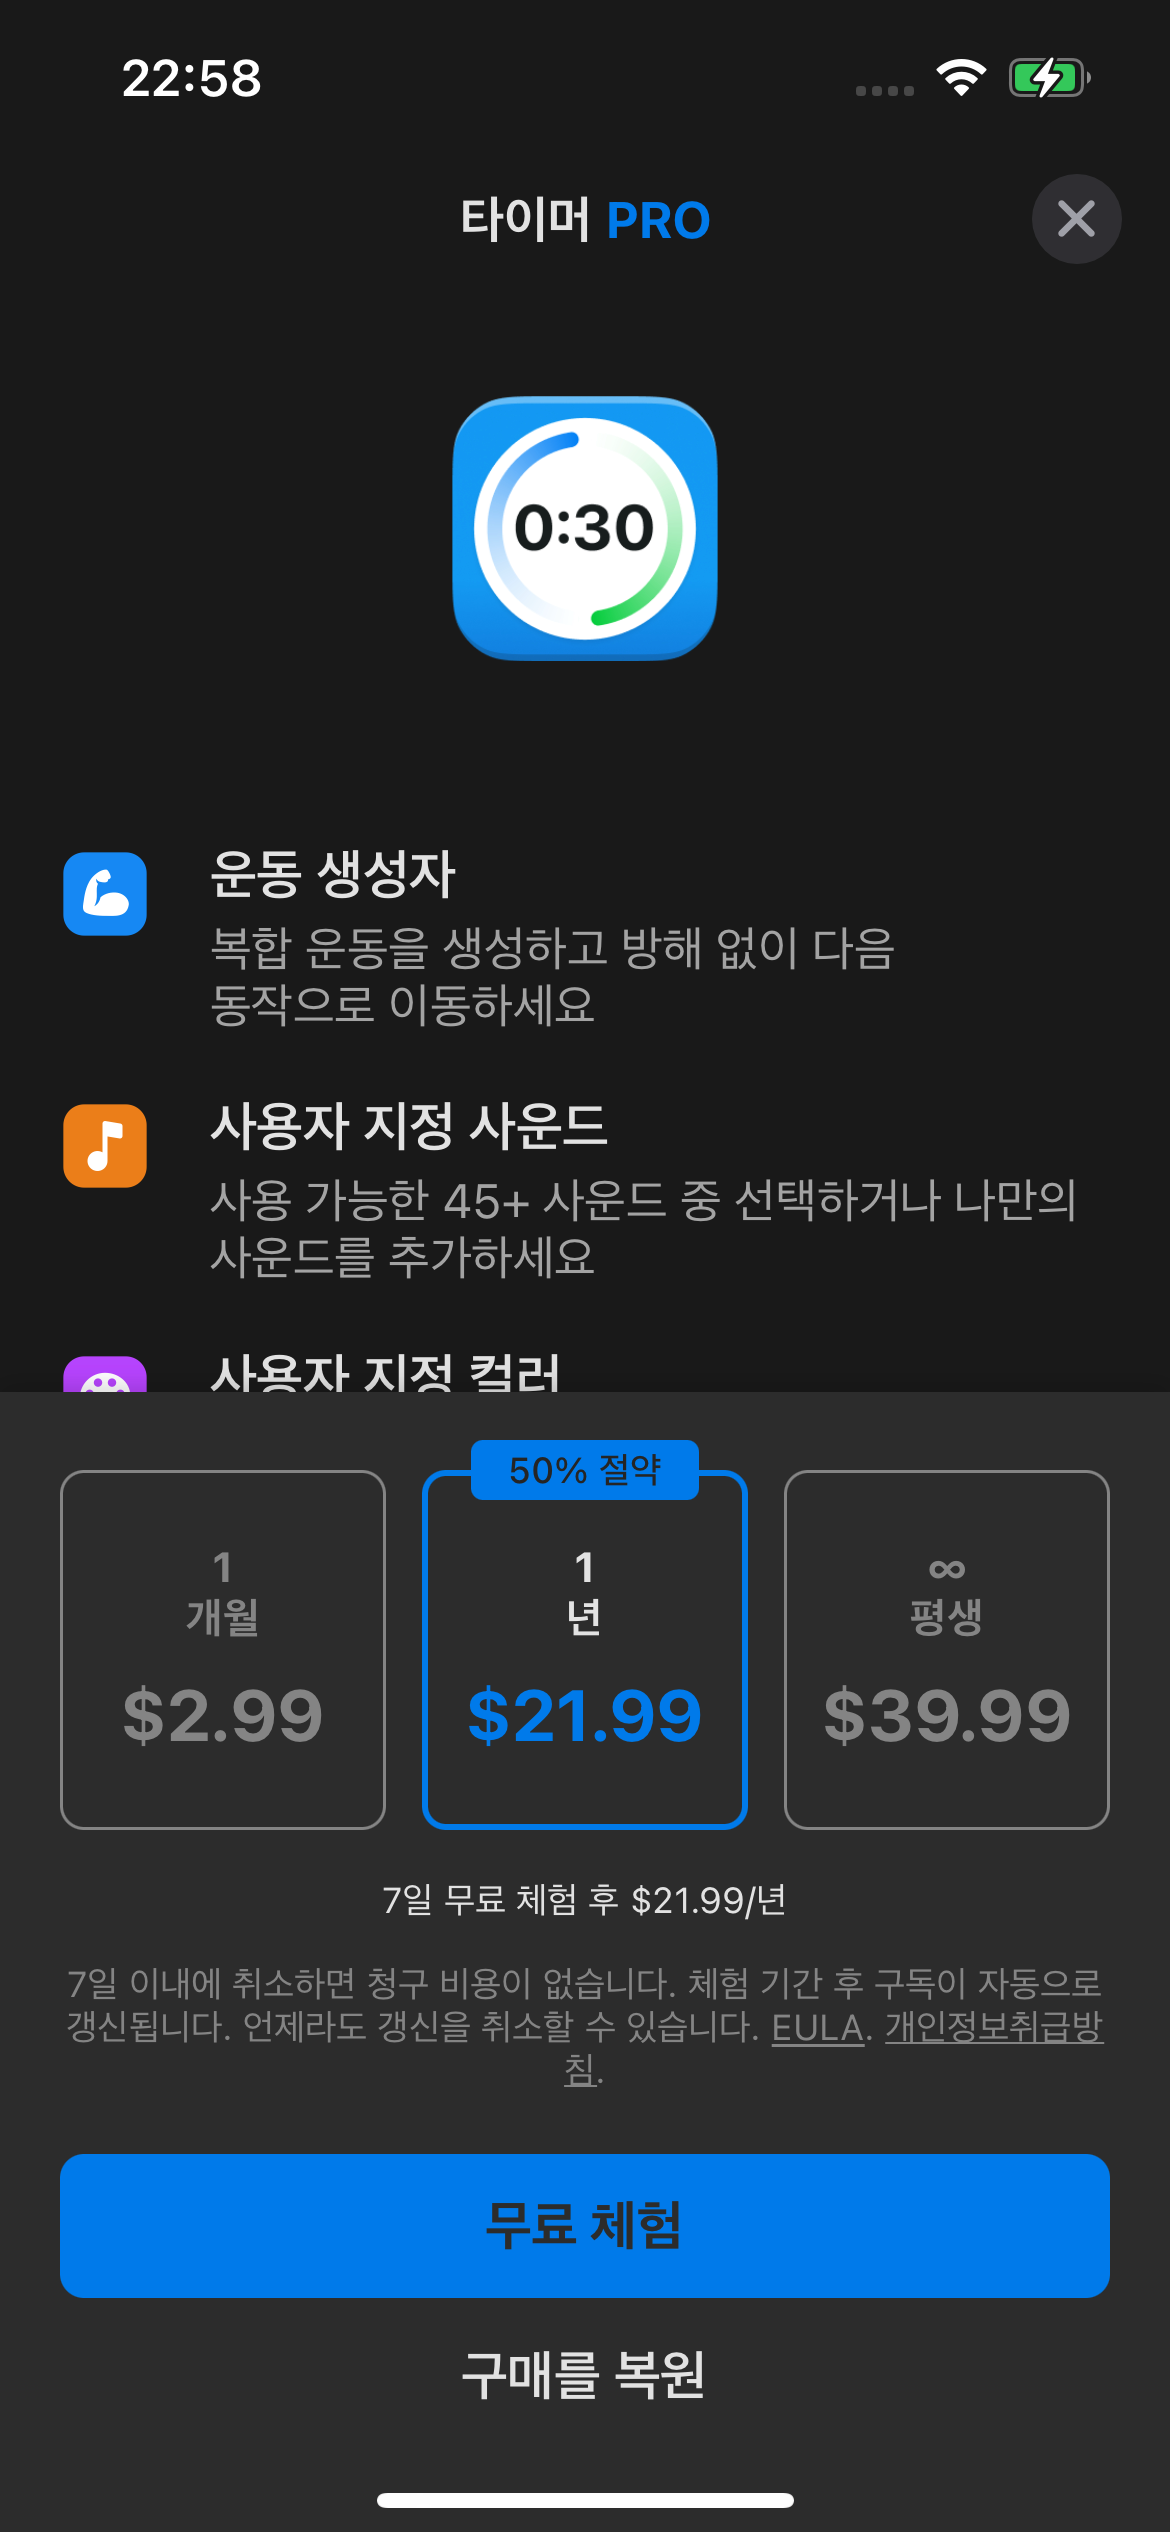 22:58
타이머 PRO
0:30
운동 생성자
복합 운동을 생성하고 방해 없이 다음
동작으로 이동하세요
사용자 지정 사운드
사용 가능한 45+ 사운드 중 선택하거나 나만의
사운드를 추가하세요
사용자 지정 컬러
50% 절약
1
개월
$2.99
1
년
$21.99
∞
평생
$39.99
7일 무료 체험 후 $21.99/년
7일 이내에 취소하면 청구 비용이 없습니다. 체험 기간 후 구독이 자동으로
갱신됩니다. 언제라도 갱신을 취소할 수 있습니다. EULA. 개인정보취급방
침.
무료 체험
구매를 복원